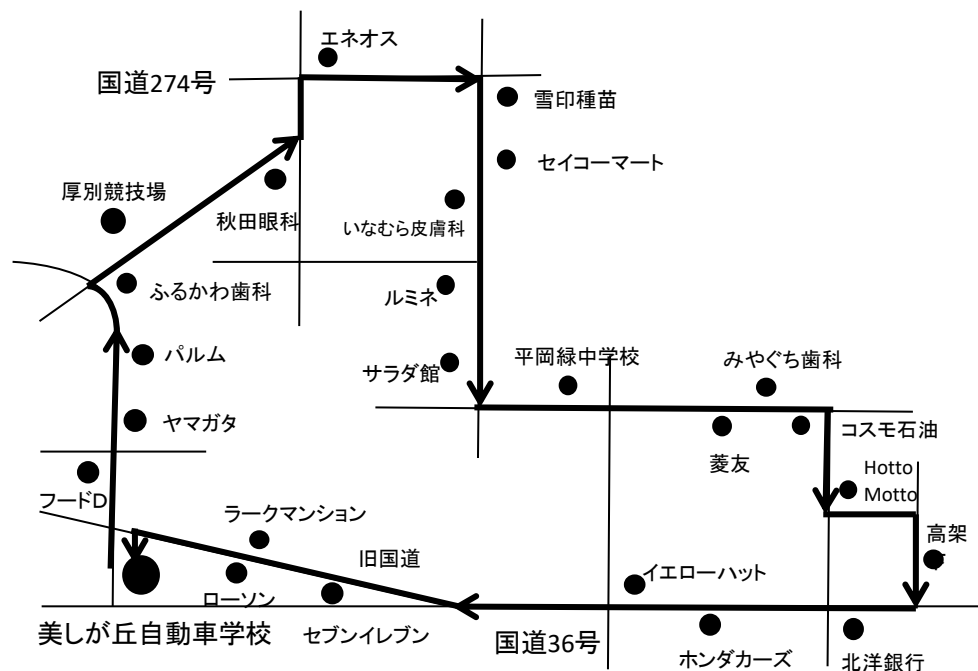 エネオス
国道274号
雪印種苗
セイコーマート
厚別競技場
秋田眼科
いなむら皮膚科
ふるかわ歯科
ルミネ
パルム
サラダ館
平岡緑中学校
みやぐち歯科
ヤマガタ
コスモ石油
菱友
Hotto
Motto
フードD
ラークマンション
高架
旧国道
イエローハット
ローソン
美しが丘自動車学校
セブンイレブン
国道36号
ホンダカーズ
北洋銀行